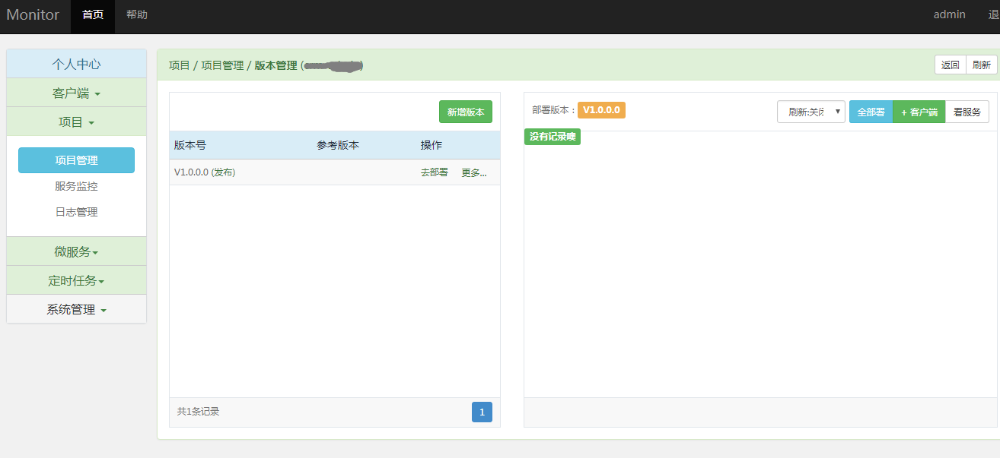 Monitor 首页 帮助 admin 退
个人中心
客户端
项目
项目管理
服务监控
日志管理
微服务
定时任务
系统管理
项目 / 项目管理 / 版本管理 ( )
返回 刷新
新增版本
版本号 参考版本 操作
V1.0.0.0 (发布) 去部署 更多...
共1条记录 1
部署版本 : V1.0.0.0 刷新:关闭 全部署 + 客户端 看服务
没有记录噢